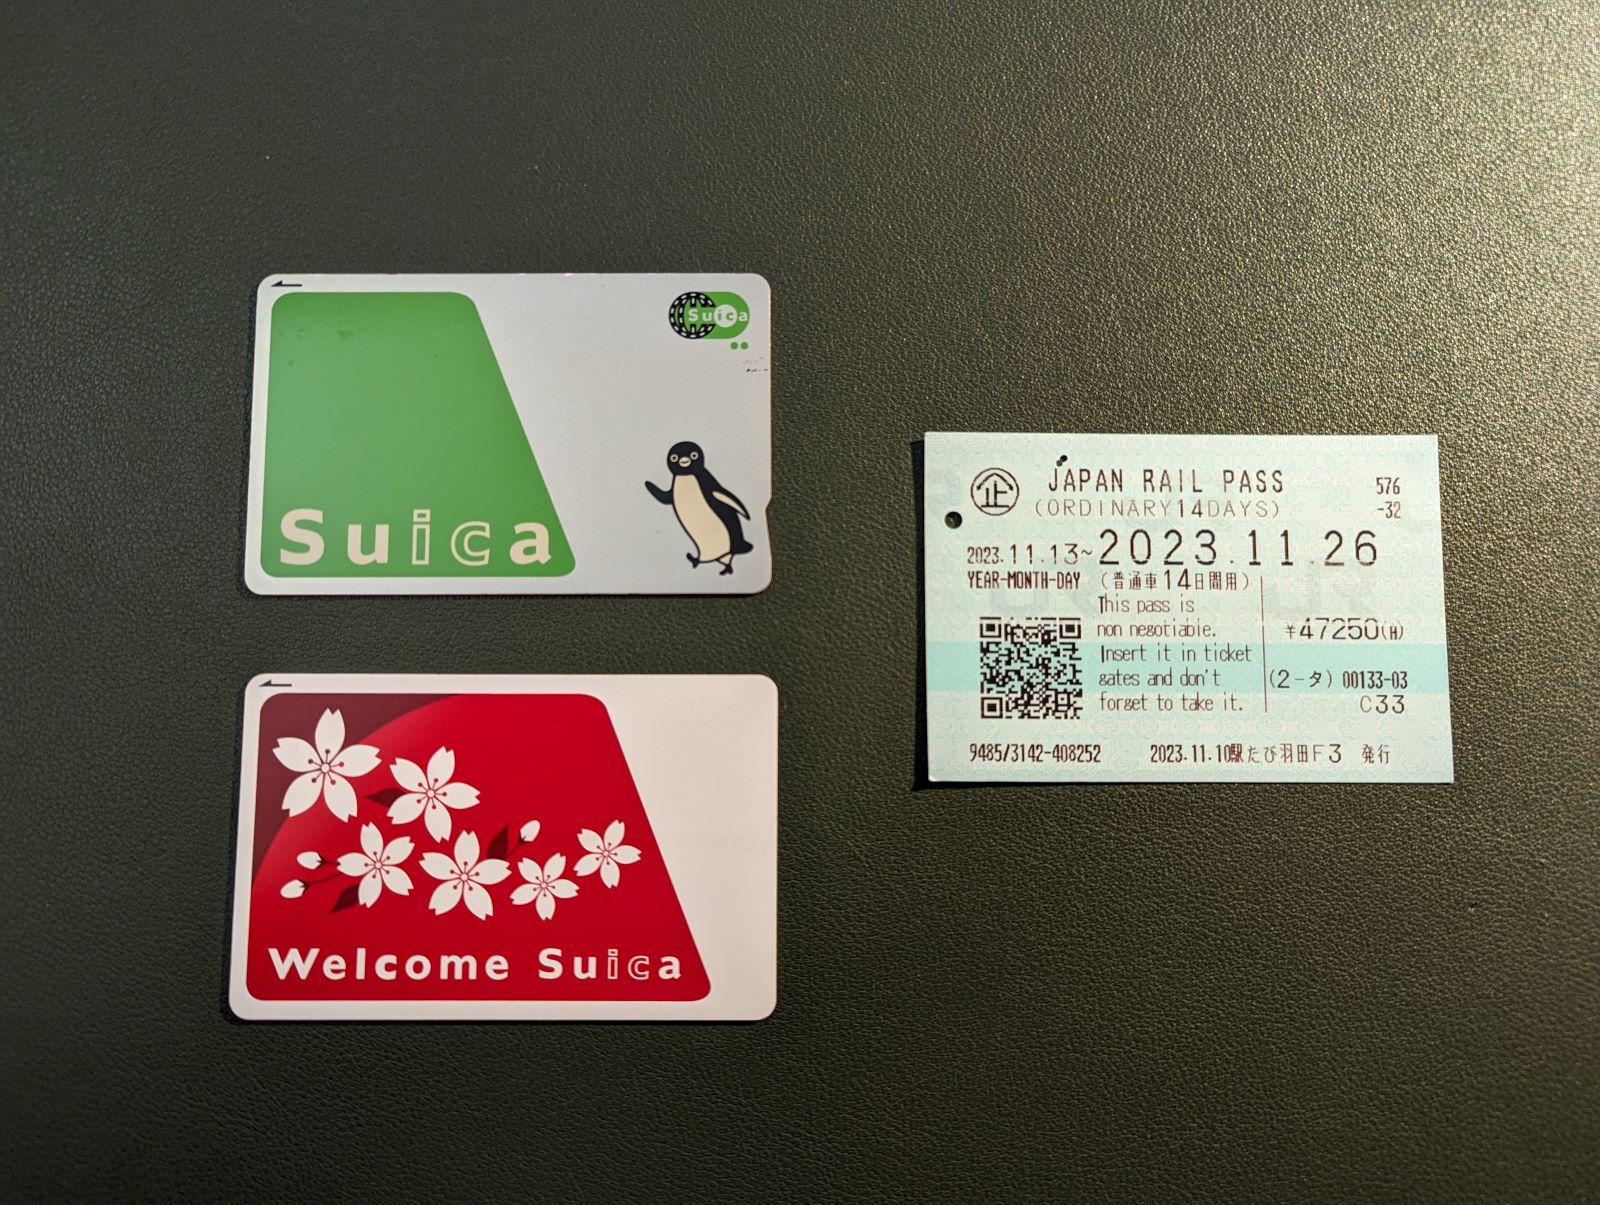 Suica
Suica
Welcome Suica
企 JAPAN RAIL PASS 576
(ORDINARY14DAYS) -32
2023.11.13~2023.11.26
YEAR-MONTH-DAY (普通車14日間用)
This pass is
non negotiable. ¥47250(H)
Insert it in ticket
gates and don't (2-タ) 00133-03
forget to take it. C33
9485/3142-408252 2023.11.10駅たび羽田F3 発行